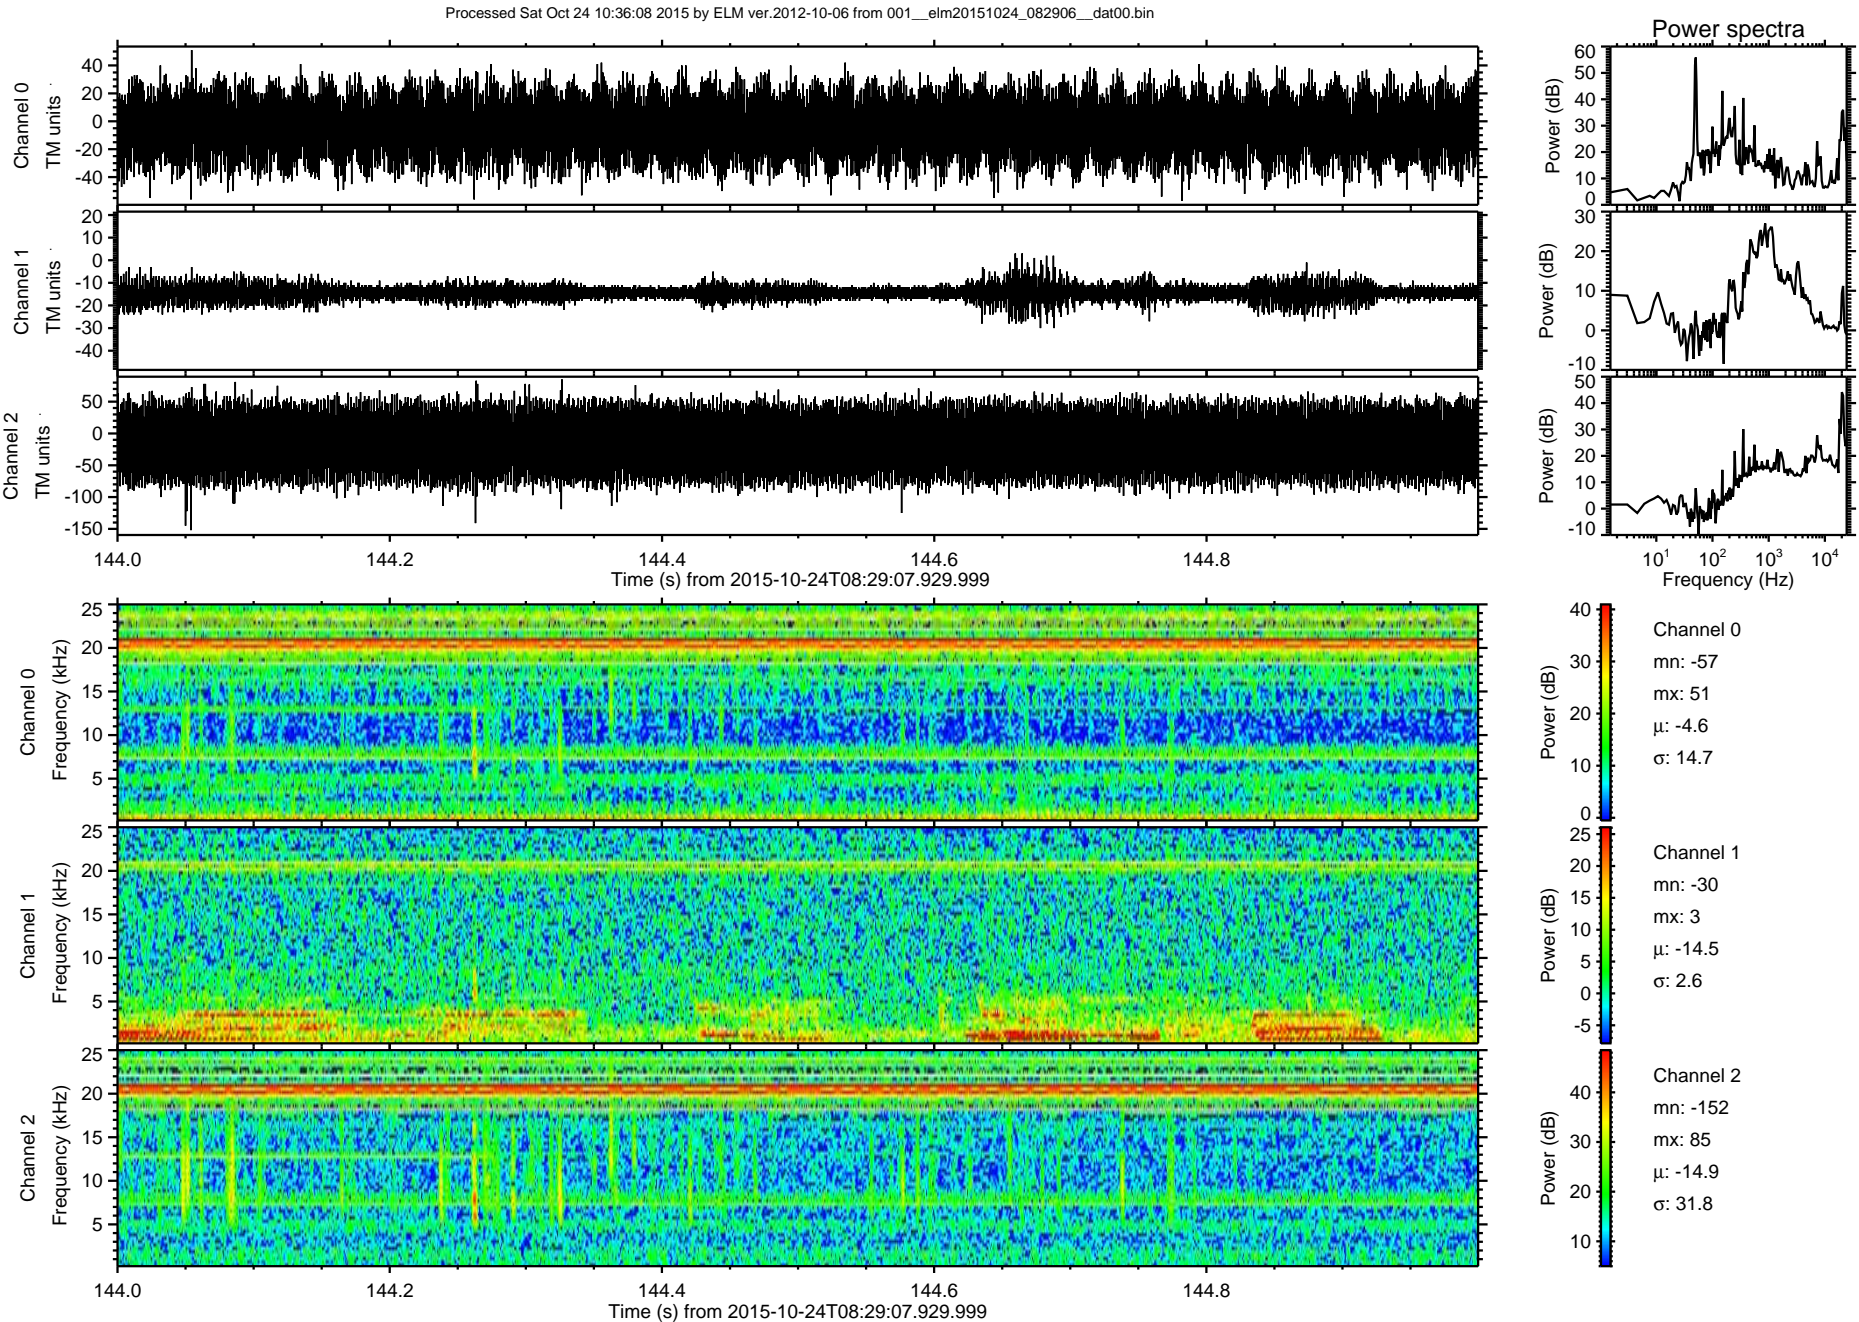 Processed Sat Oct 24 10:36:08 2015 by ELM ver.2012-10-06 from 001__elm20151024_082906__dat00.bin
Power spectra
Channel 0
TM units
40
20
0
-20
-40
Power (dB)
60
50
40
30
20
10
0
Channel 1
TM units
20
10
0
-10
-20
-30
-40
Power (dB)
30
20
10
0
-10
Channel 2
TM units
50
0
-50
-100
-150
Power (dB)
50
40
30
20
10
0
-10
144.0 144.2 144.4 144.6 144.8
Time (s) from 2015-10-24T08:29:07.929.999
10¹ 10² 10³ 10⁴
Frequency (Hz)
Channel 0
Frequency (kHz)
25
20
15
10
5
Power (dB)
40
30
20
10
0
Channel 0
mn: -57
mx: 51
μ: -4.6
σ: 14.7
Channel 1
Frequency (kHz)
25
20
15
10
5
Power (dB)
25
20
15
10
5
0
-5
Channel 1
mn: -30
mx: 3
μ: -14.5
σ: 2.6
Channel 2
Frequency (kHz)
25
20
15
10
5
Power (dB)
40
30
20
10
Channel 2
mn: -152
mx: 85
μ: -14.9
σ: 31.8
144.0 144.2 144.4 144.6 144.8
Time (s) from 2015-10-24T08:29:07.929.999